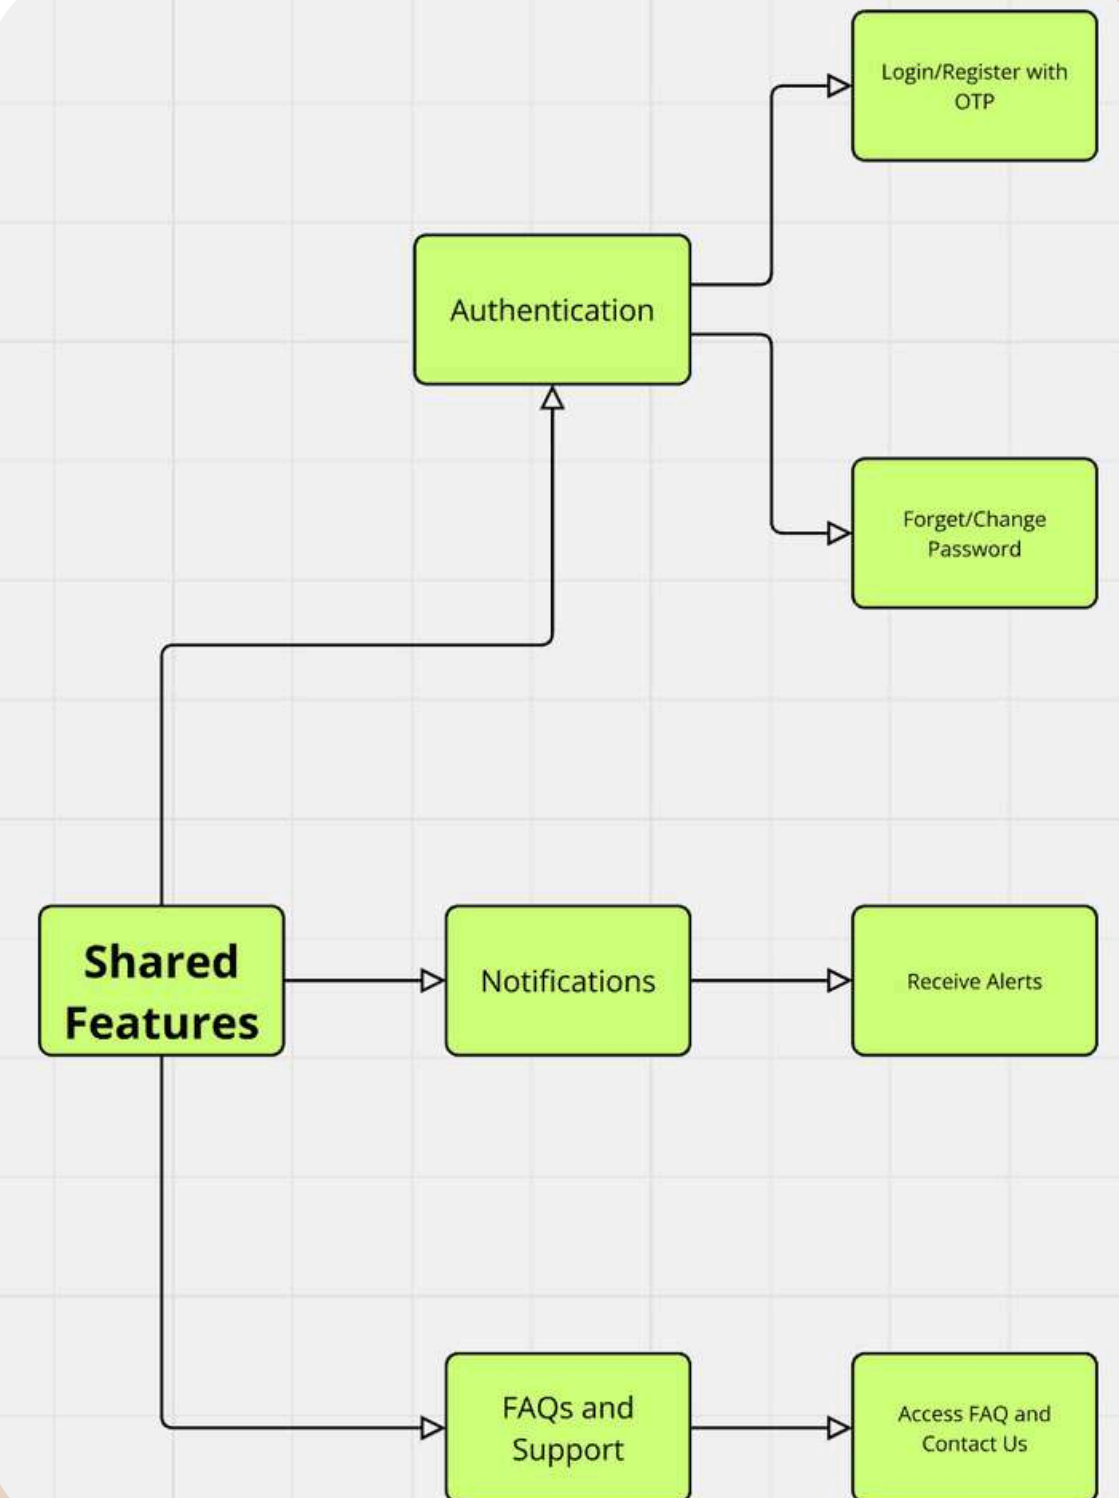 Login/Register with
OTP
Authentication
Forget/Change
Password
Shared
Features
Notifications
Receive Alerts
FAQs and
Support
Access FAQ and
Contact Us